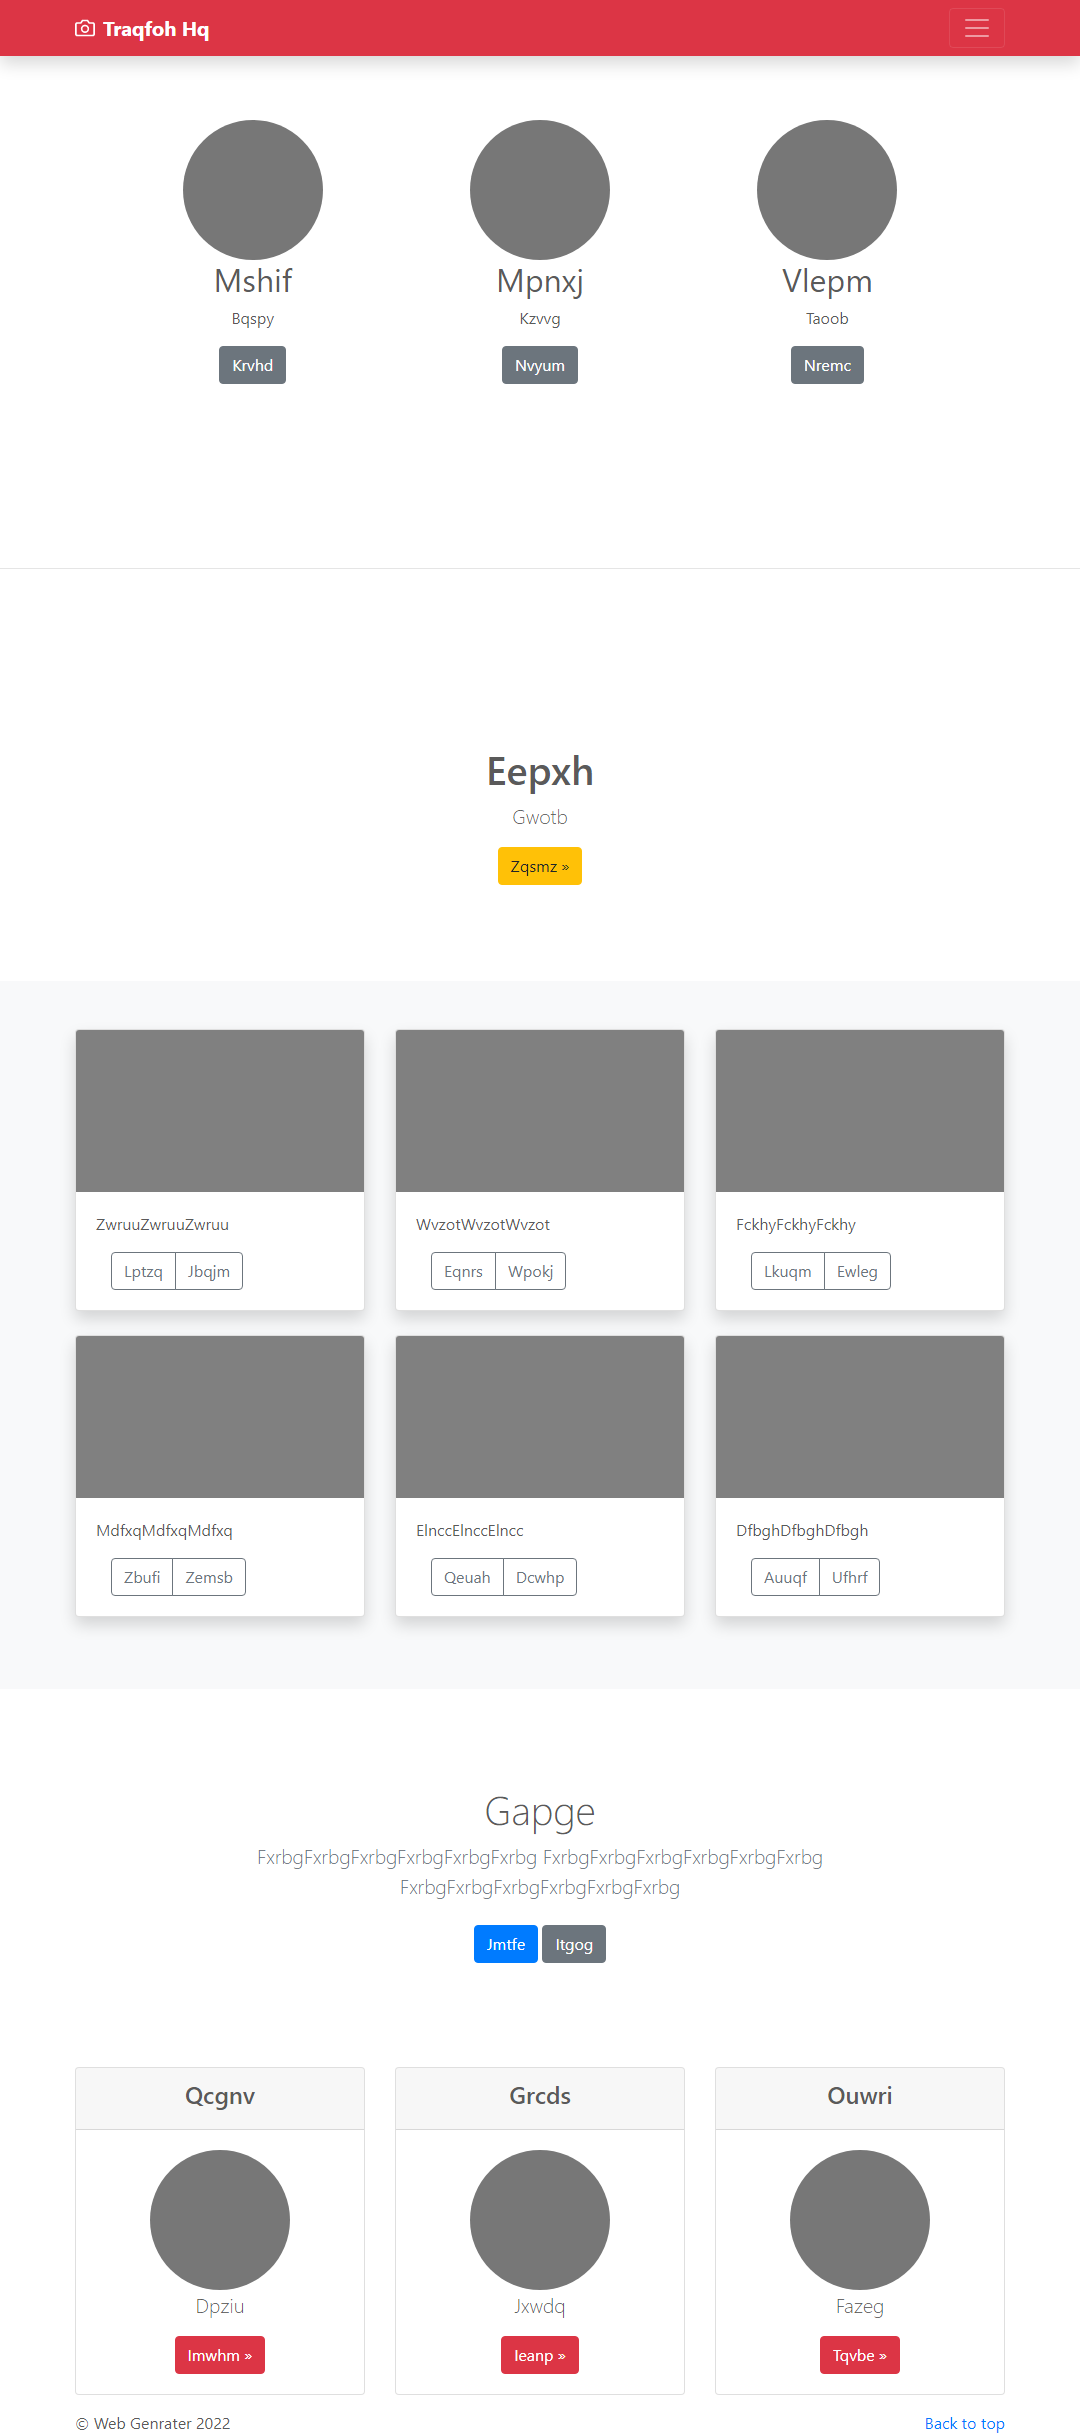 Traqfoh Hq
Mshif
Mpnxj
Vlepm
Bqspy
Kzvvg
Taoob
Krvhd
Nvyum
Nremc
Eepxh
Gwotb
Zqsmz »
ZwruuZwruuZwruu
WvzotWvzotWvzot
FckhyFckhyFckhy
Lptzq
Jbqjm
Eqnrs
Wpokj
Lkuqm
Ewleg
MdfxqMdfxqMdfxq
ElnccElnccElncc
DfbghDfbghDfbgh
Zbufi
Zemsb
Qeuah
Dcwhp
Auuqf
Ufhrf
Gapge
FxrbgFxrbgFxrbgFxrbgFxrbgFxrbg FxrbgFxrbgFxrbgFxrbgFxrbgFxrbg
FxrbgFxrbgFxrbgFxrbgFxrbgFxrbg
Jmtfe
Itgog
Qcgnv
Grcds
Ouwri
Dpziu
Jxwdq
Fazeg
Imwhm »
Ieanp »
Tqvbe »
© Web Genrater 2022
Back to top